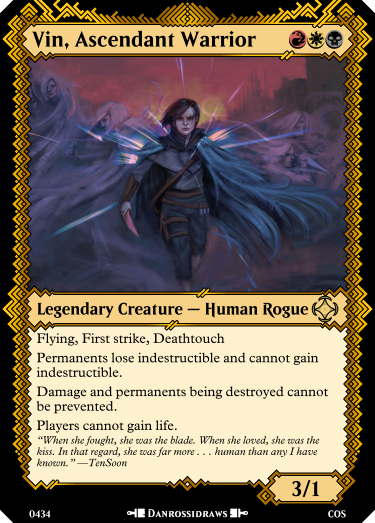 Vin, Ascendant Warrior
Legendary Creature — Human Rogue
Flying, First strike, Deathtouch
Permanents lose indestructible and cannot gain
indestructible.
Damage and permanents being destroyed cannot
be prevented.
Players cannot gain life.
“When she fought, she was the blade. When she loved, she was the
kiss. In that regard, she was far more . . . human than any I have
known.” —TenSoon
3/1
0434 Danrossidraws COS